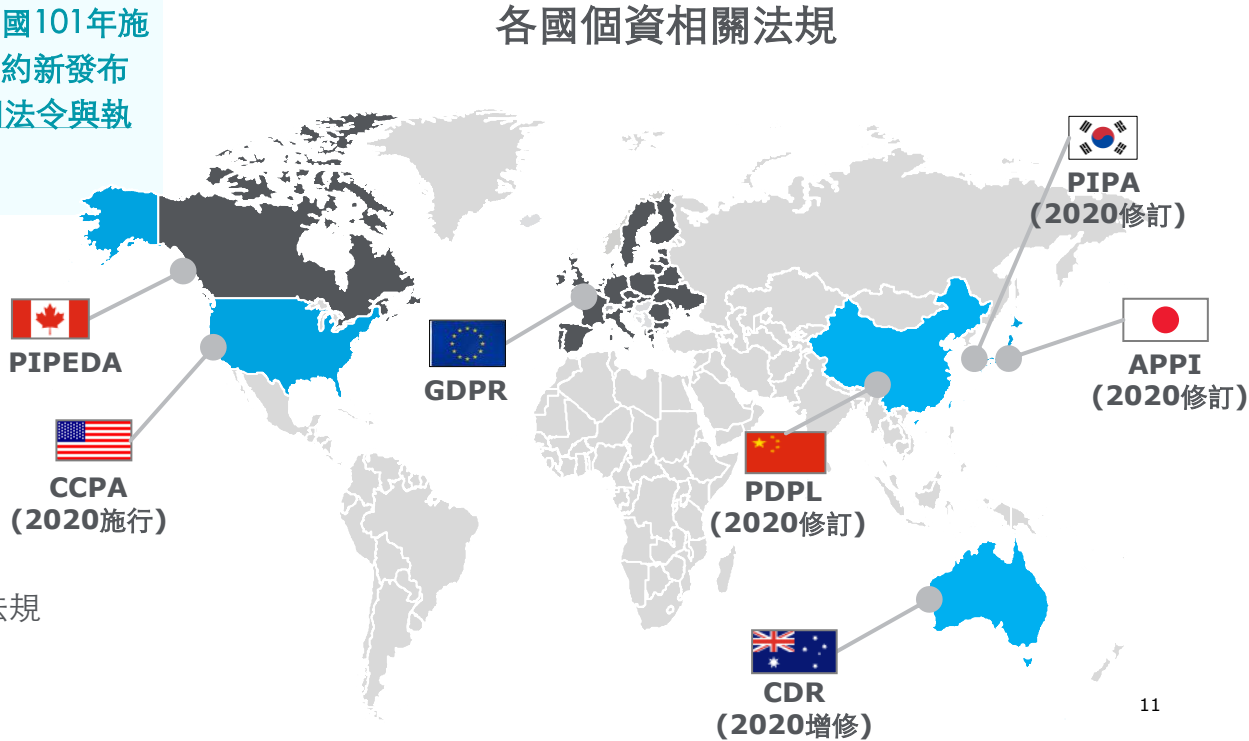 各國個資相關法規
國101年施
約新發布
法令與執
PIPA
(2020修訂)
PIPEDA
GDPR
APPI
(2020修訂)
CCPA
(2020施行)
PDPL
(2020修訂)
法規
CDR
(2020增修)
11